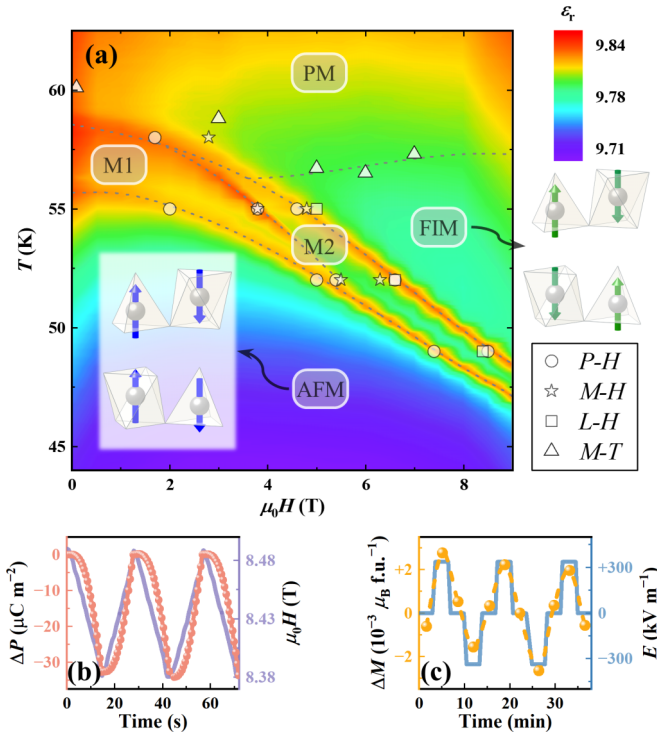 (a)
PM
M1
M2
FIM
AFM
60
55
50
45
T (K)
0 2 4 6 8
μ₀H (T)
εᵣ
9.84
9.78
9.71
P-H
M-H
L-H
M-T
(b)
0
−10
−20
−30
ΔP (μC m⁻²)
0 20 40 60
Time (s)
8.48
8.43
8.38
μ₀H (T)
(c)
+2
0
−2
ΔM (10⁻³ μB f.u.⁻¹)
0 10 20 30
Time (min)
+300
0
−300
E (kV m⁻¹)